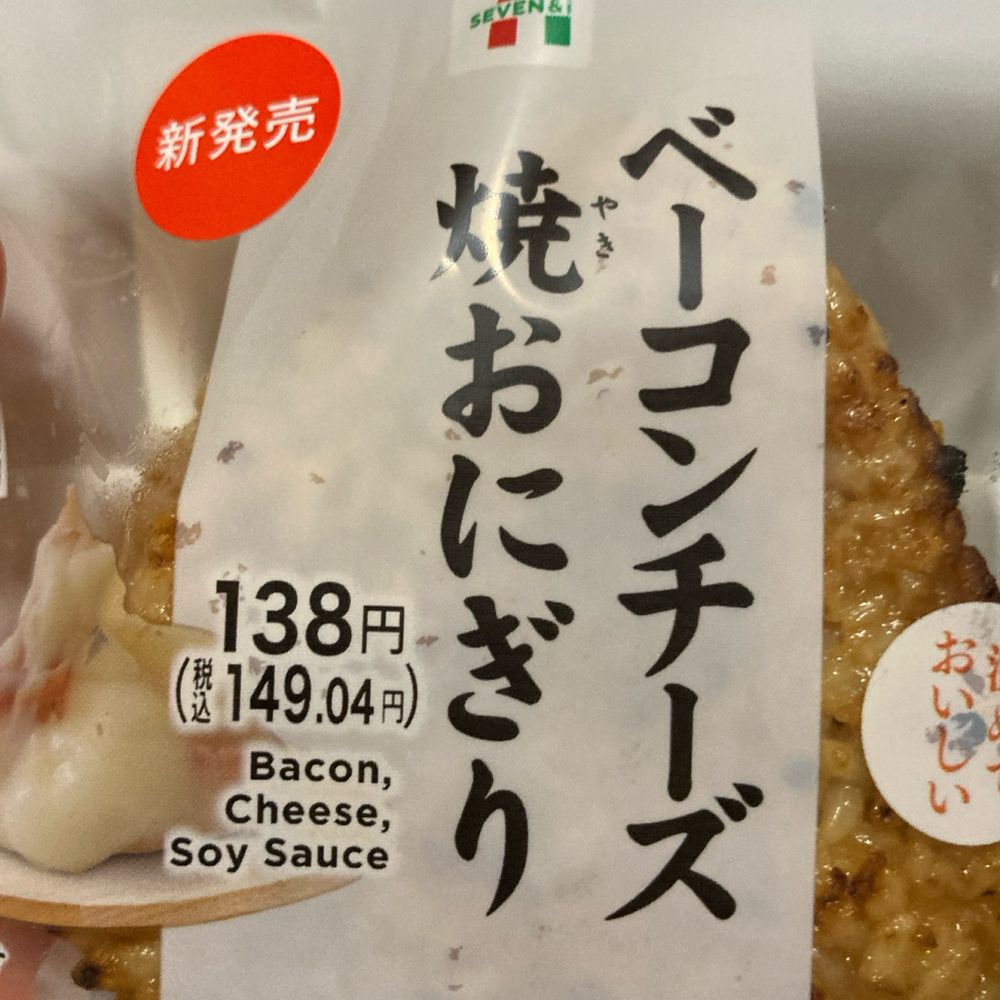 SEVEN&i
新発売
ベーコンチーズ
焼おにぎり
やき
138円
(税込149.04円)
Bacon,
Cheese,
Soy Sauce
おいしい